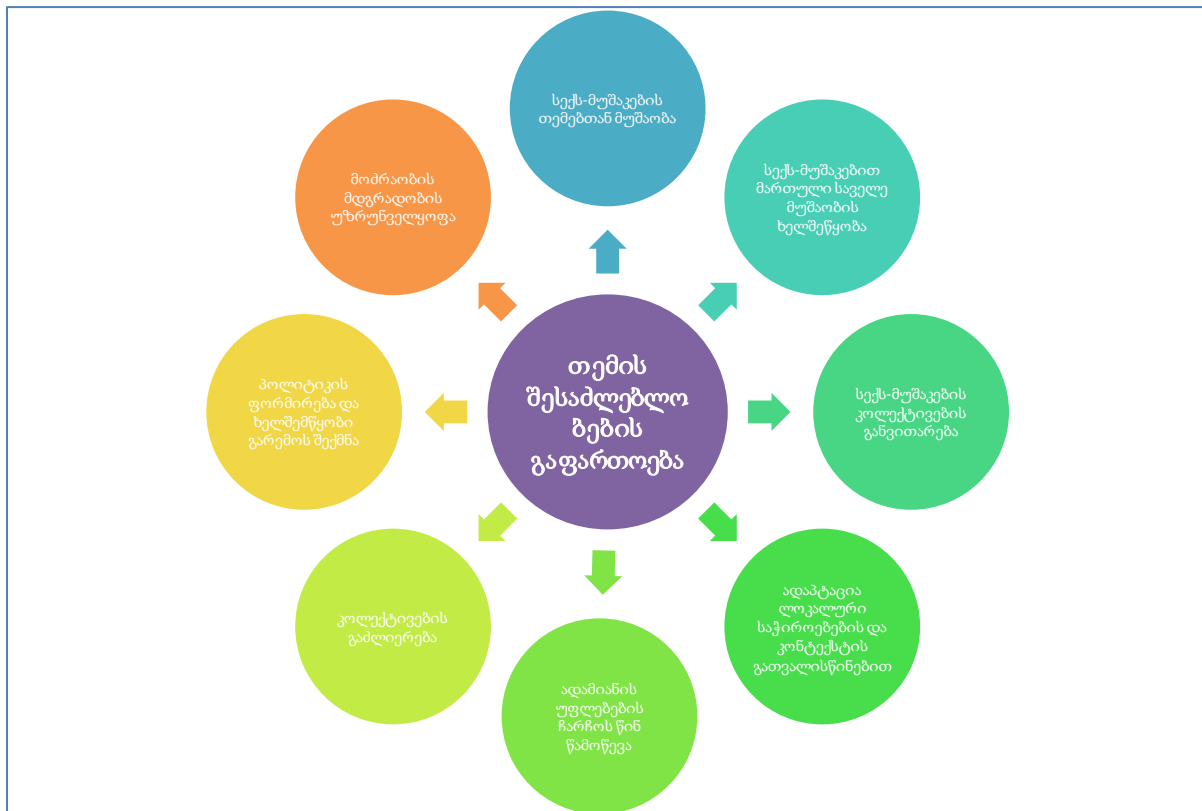 სექს-მუშაკების
თემებთან მუშაობა
სექს-მუშაკებით
მართული საველე
მუშაობის
ხელშეწყობა
სექს-მუშაკების
კოლექტივების
განვითარება
ადაპტაცია
ლოკალური
საჭიროებების და
კონტექსტის
გათვალისწინებით
ადამიანის
უფლებების
ჩარჩოს წინ
წამოწევა
კოლექტივების
გაძლიერება
პოლიტიკის
ფორმირება და
ხელშემწყობი
გარემოს შექმნა
მოძრაობის
მდგრადობის
უზრუნველყოფა
თემის
შესაძლებლო
ბების
გაფართოება